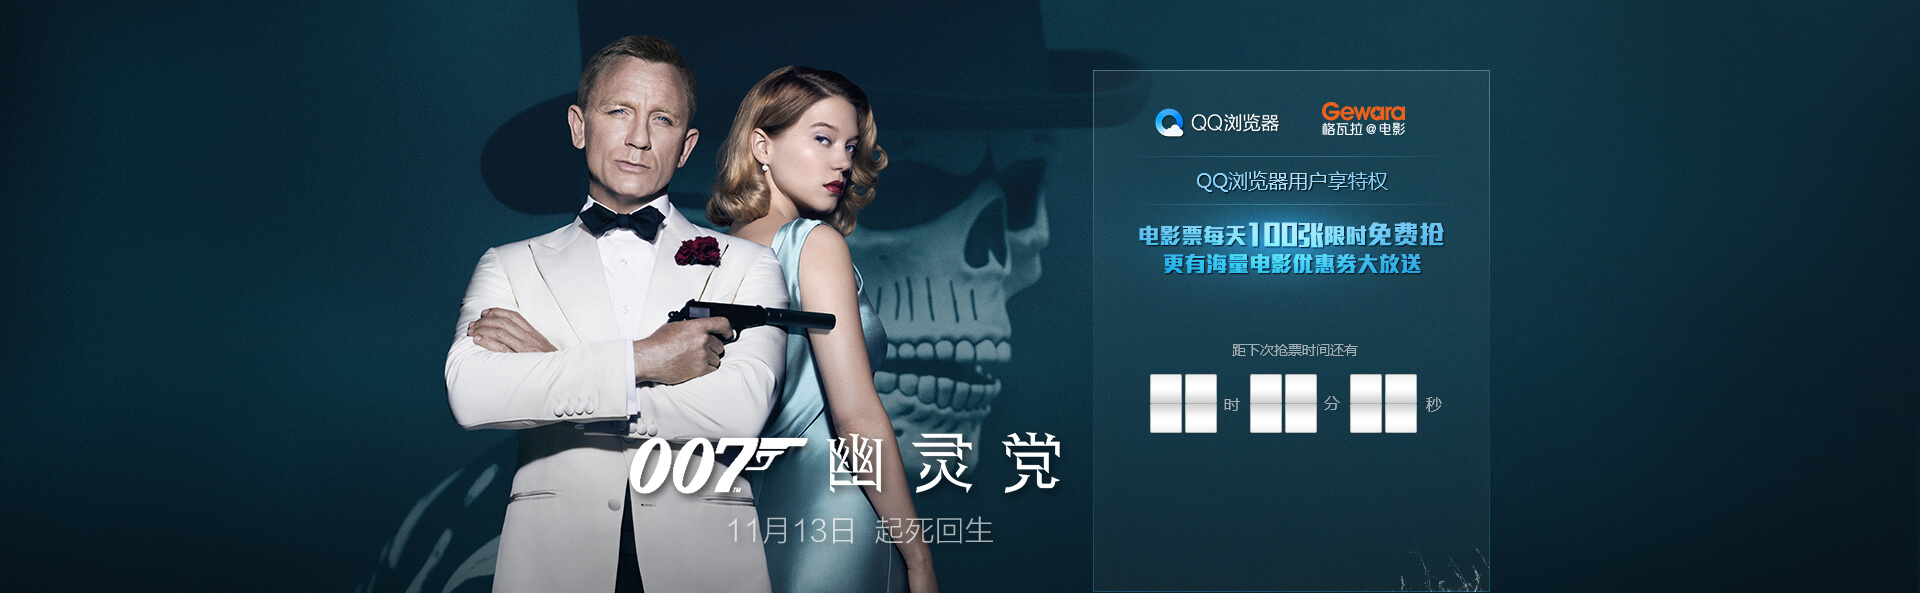 007™ 幽灵党
11月13日 起死回生
QQ浏览器
Gewara
格瓦拉@电影
QQ浏览器用户享特权
电影票每天100张限时免费抢
更有海量电影优惠券大放送
距下次抢票时间还有
时 分 秒